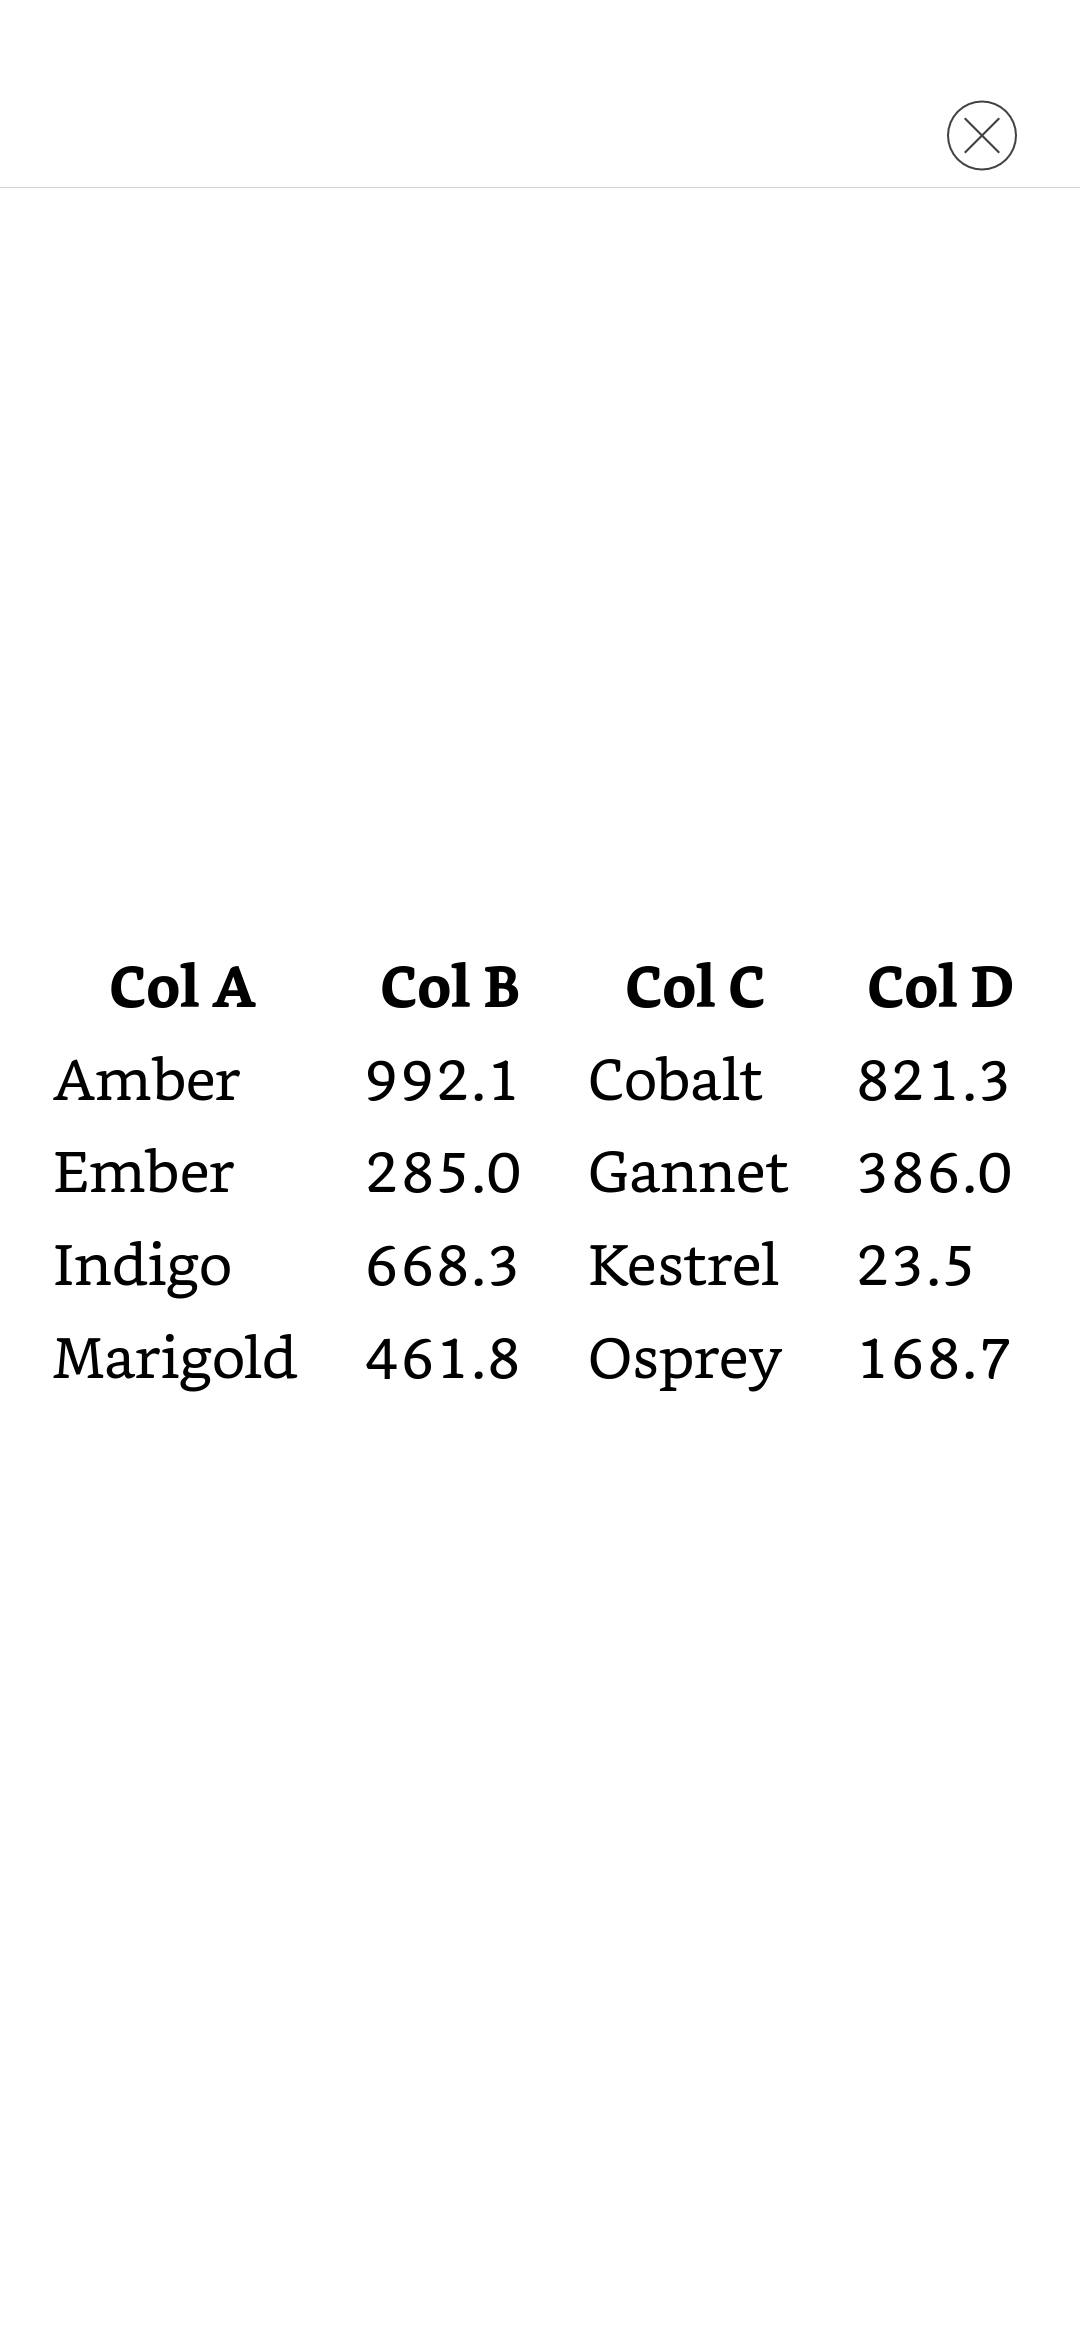 Col A Col B Col C Col D
Amber 992.1 Cobalt 821.3
Ember 285.0 Gannet 386.0
Indigo 668.3 Kestrel 23.5
Marigold 461.8 Osprey 168.7